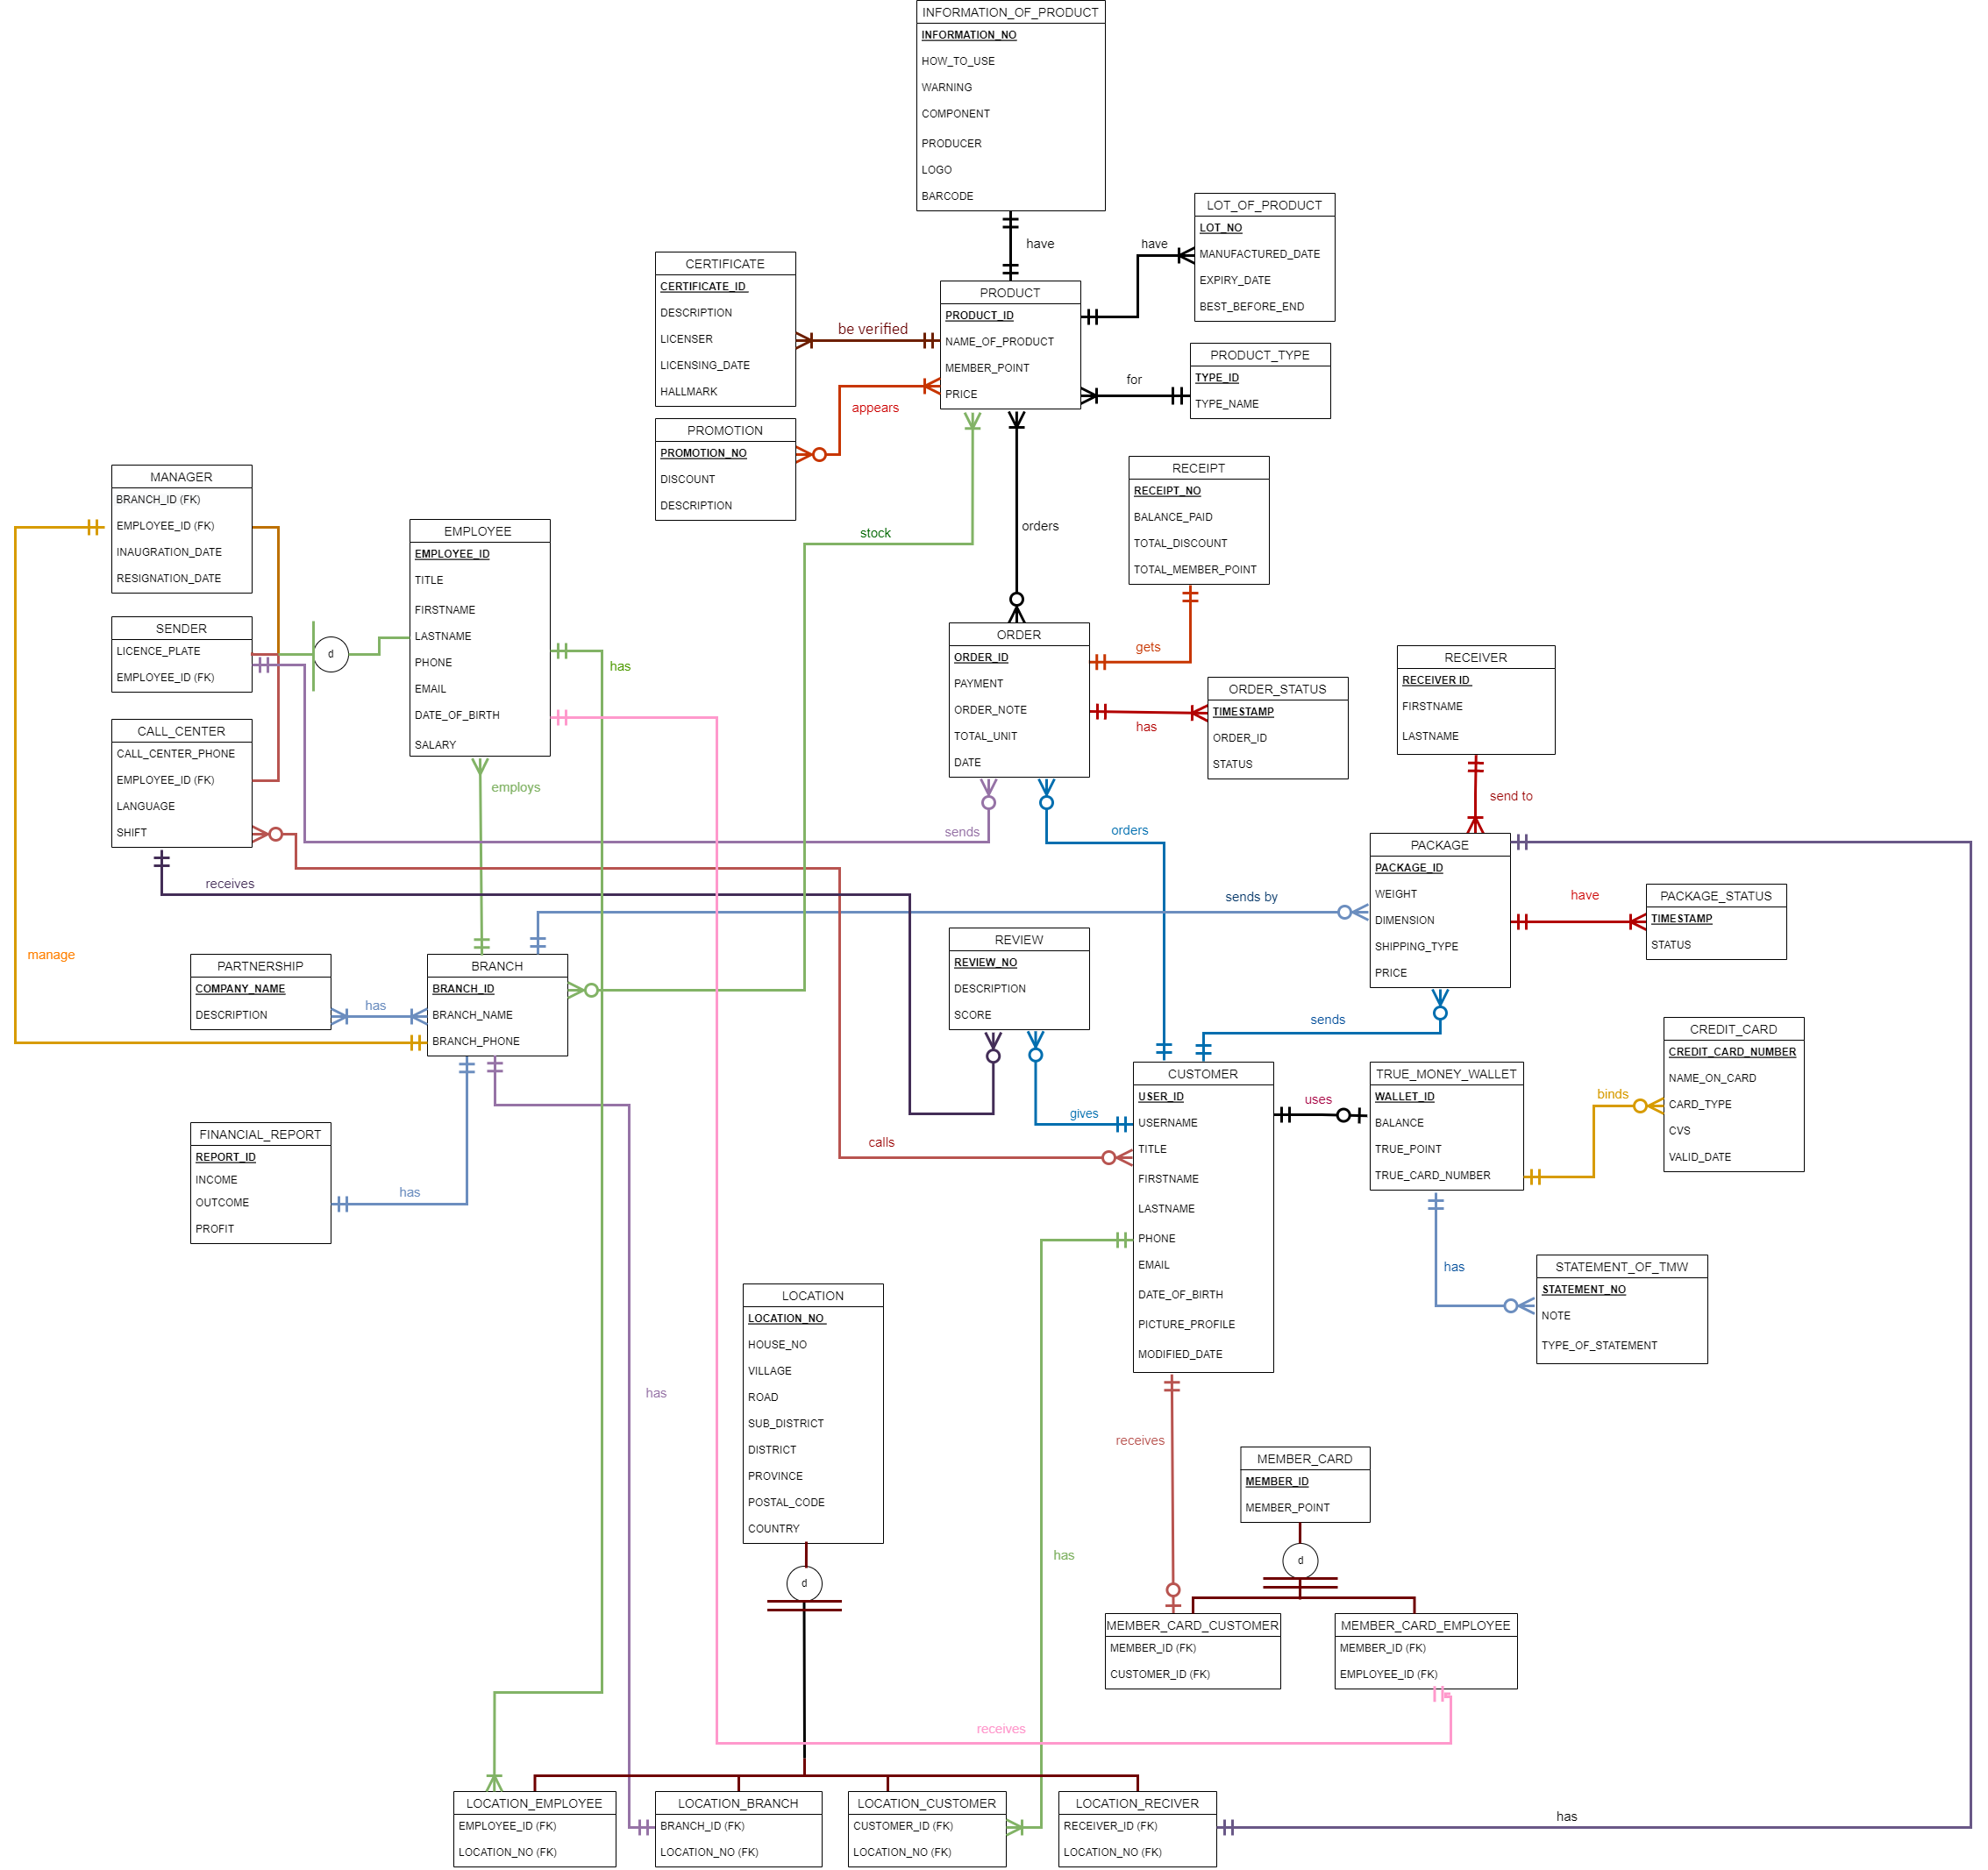 INFORMATION_OF_PRODUCT
INFORMATION_NO
HOW_TO_USE
WARNING
COMPONENT
PRODUCER
LOGO
BARCODE
have
LOT_OF_PRODUCT
LOT_NO
MANUFACTURED_DATE
EXPIRY_DATE
BEST_BEFORE_END
have
CERTIFICATE
CERTIFICATE_ID
DESCRIPTION
LICENSER
LICENSING_DATE
HALLMARK
be verified
PRODUCT
PRODUCT_ID
NAME_OF_PRODUCT
MEMBER_POINT
PRICE
PRODUCT_TYPE
TYPE_ID
TYPE_NAME
for
appears
PROMOTION
PROMOTION_NO
DISCOUNT
DESCRIPTION
stock
orders
RECEIPT
RECEIPT_NO
BALANCE_PAID
TOTAL_DISCOUNT
TOTAL_MEMBER_POINT
MANAGER
BRANCH_ID (FK)
EMPLOYEE_ID (FK)
INAUGRATION_DATE
RESIGNATION_DATE
EMPLOYEE
EMPLOYEE_ID
TITLE
FIRSTNAME
LASTNAME
PHONE
EMAIL
DATE_OF_BIRTH
SALARY
SENDER
LICENCE_PLATE
EMPLOYEE_ID (FK)
d
has
ORDER
ORDER_ID
PAYMENT
ORDER_NOTE
TOTAL_UNIT
DATE
gets
has
ORDER_STATUS
TIMESTAMP
ORDER_ID
STATUS
RECEIVER
RECEIVER ID
FIRSTNAME
LASTNAME
CALL_CENTER
CALL_CENTER_PHONE
EMPLOYEE_ID (FK)
LANGUAGE
SHIFT
employs
sends
orders
send to
receives
sends by
PACKAGE
PACKAGE_ID
WEIGHT
DIMENSION
SHIPPING_TYPE
PRICE
have
PACKAGE_STATUS
TIMESTAMP
STATUS
manage
PARTNERSHIP
COMPANY_NAME
DESCRIPTION
has
BRANCH
BRANCH_ID
BRANCH_NAME
BRANCH_PHONE
REVIEW
REVIEW_NO
DESCRIPTION
SCORE
sends
gives
calls
CUSTOMER
USER_ID
USERNAME
TITLE
FIRSTNAME
LASTNAME
PHONE
EMAIL
DATE_OF_BIRTH
PICTURE_PROFILE
MODIFIED_DATE
uses
TRUE_MONEY_WALLET
WALLET_ID
BALANCE
TRUE_POINT
TRUE_CARD_NUMBER
binds
CREDIT_CARD
CREDIT_CARD_NUMBER
NAME_ON_CARD
CARD_TYPE
CVS
VALID_DATE
FINANCIAL_REPORT
REPORT_ID
INCOME
OUTCOME
PROFIT
has
has
STATEMENT_OF_TMW
STATEMENT_NO
NOTE
TYPE_OF_STATEMENT
LOCATION
LOCATION_NO
HOUSE_NO
VILLAGE
ROAD
SUB_DISTRICT
DISTRICT
PROVINCE
POSTAL_CODE
COUNTRY
d
has
receives
MEMBER_CARD
MEMBER_ID
MEMBER_POINT
d
has
MEMBER_CARD_CUSTOMER
MEMBER_ID (FK)
CUSTOMER_ID (FK)
MEMBER_CARD_EMPLOYEE
MEMBER_ID (FK)
EMPLOYEE_ID (FK)
receives
LOCATION_EMPLOYEE
EMPLOYEE_ID (FK)
LOCATION_NO (FK)
LOCATION_BRANCH
BRANCH_ID (FK)
LOCATION_NO (FK)
LOCATION_CUSTOMER
CUSTOMER_ID (FK)
LOCATION_NO (FK)
LOCATION_RECIVER
RECEIVER_ID (FK)
LOCATION_NO (FK)
has